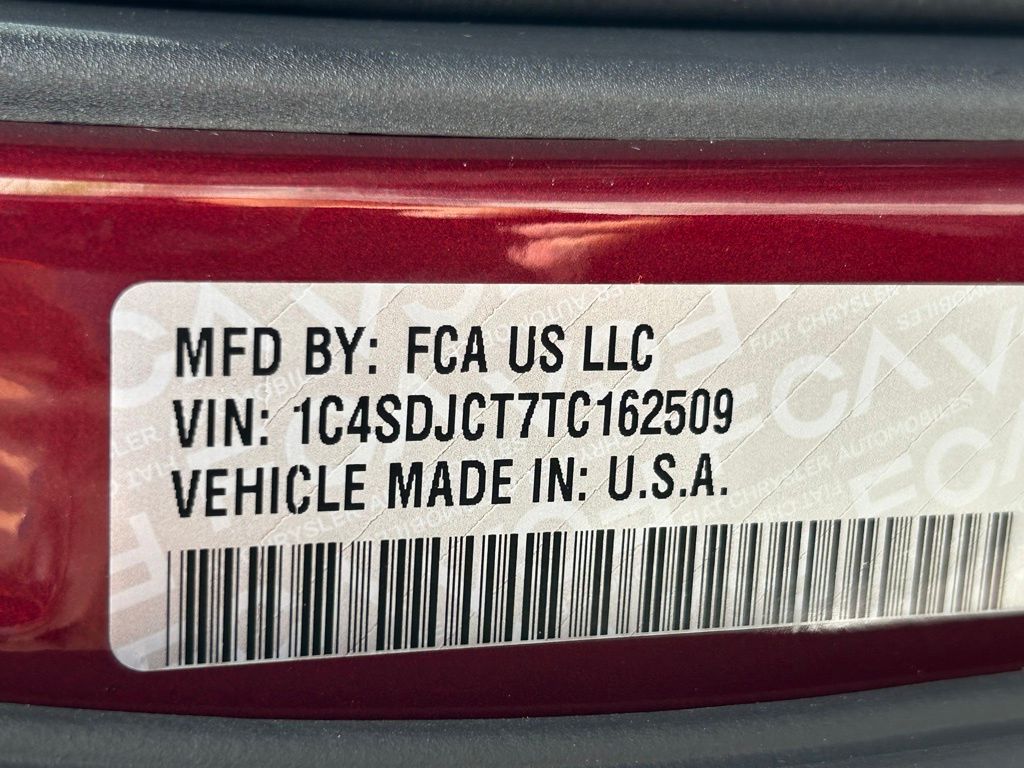 MFD BY: FCA US LLC
VIN: 1C4SDJCT7TC162509
VEHICLE MADE IN: U.S.A.